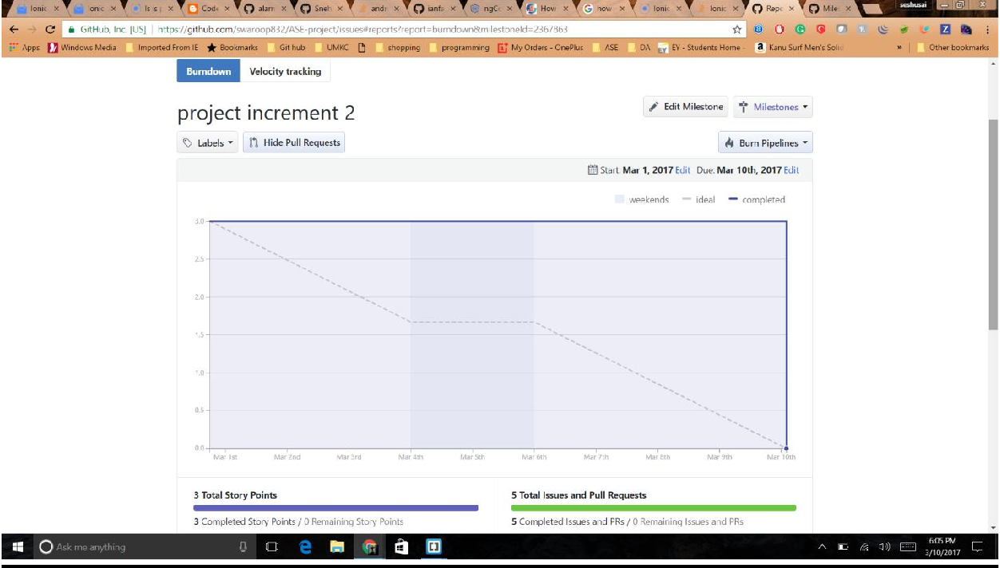 Ionic
Ionic
Is is p
Code
alarm
Sneh
andr
ianfa
ngCo
How
how
Ionic
Ionic
Repo
Mile
seshusai
GitHub, Inc. [US] | https://github.com/swaroop832/ASE-project/issues#reports?report=burndown&milestoneId=2367863
Apps Windows Media Imported From IE Bookmarks Git hub UMKC shopping programming My Orders - OnePlus ASE DA EY - Students Home - Kanu Surf Men's Solid » Other bookmarks
Burndown Velocity tracking
project increment 2
Edit Milestone Milestones
Labels Hide Pull Requests
Burn Pipelines
Start: Mar 1, 2017 Edit Due: Mar 10th, 2017 Edit
weekends ideal completed
3.0
2.5
2.0
1.5
1.0
0.5
0.0
Mar 1st Mar 2nd Mar 3rd Mar 4th Mar 5th Mar 6th Mar 7th Mar 8th Mar 9th Mar 10th
3 Total Story Points
3 Completed Story Points / 0 Remaining Story Points
5 Total Issues and Pull Requests
5 Completed Issues and PRs / 0 Remaining Issues and PRs
Ask me anything
6:05 PM
3/10/2017